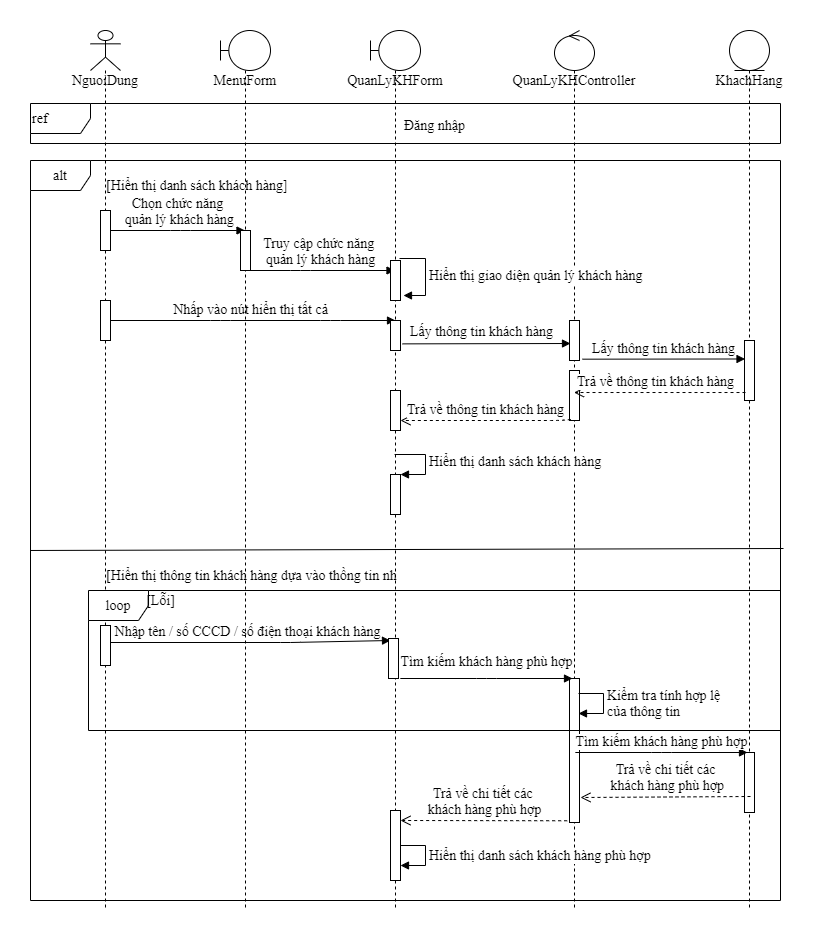 NguoiDung
MenuForm
QuanLyKHForm
QuanLyKHController
KhachHang
ref
Đăng nhập
alt
[Hiển thị danh sách khách hàng]
Chọn chức năng
quản lý khách hàng
Truy cập chức năng
quản lý khách hàng
Hiển thị giao diện quản lý khách hàng
Nhấp vào nút hiển thị tất cả
Lấy thông tin khách hàng
Lấy thông tin khách hàng
Trả về thông tin khách hàng
Trả về thông tin khách hàng
Hiển thị danh sách khách hàng
[Hiển thị thông tin khách hàng dựa vào thồng tin nh
loop
[Lỗi]
Nhập tên / số CCCD / số điện thoại khách hàng
Tìm kiếm khách hàng phù hợp
Kiểm tra tính hợp lệ
của thông tin
Tìm kiếm khách hàng phù hợp
Trả về chi tiết các
khách hàng phù hợp
Trả về chi tiết các
khách hàng phù hợp
Hiển thị danh sách khách hàng phù hợp